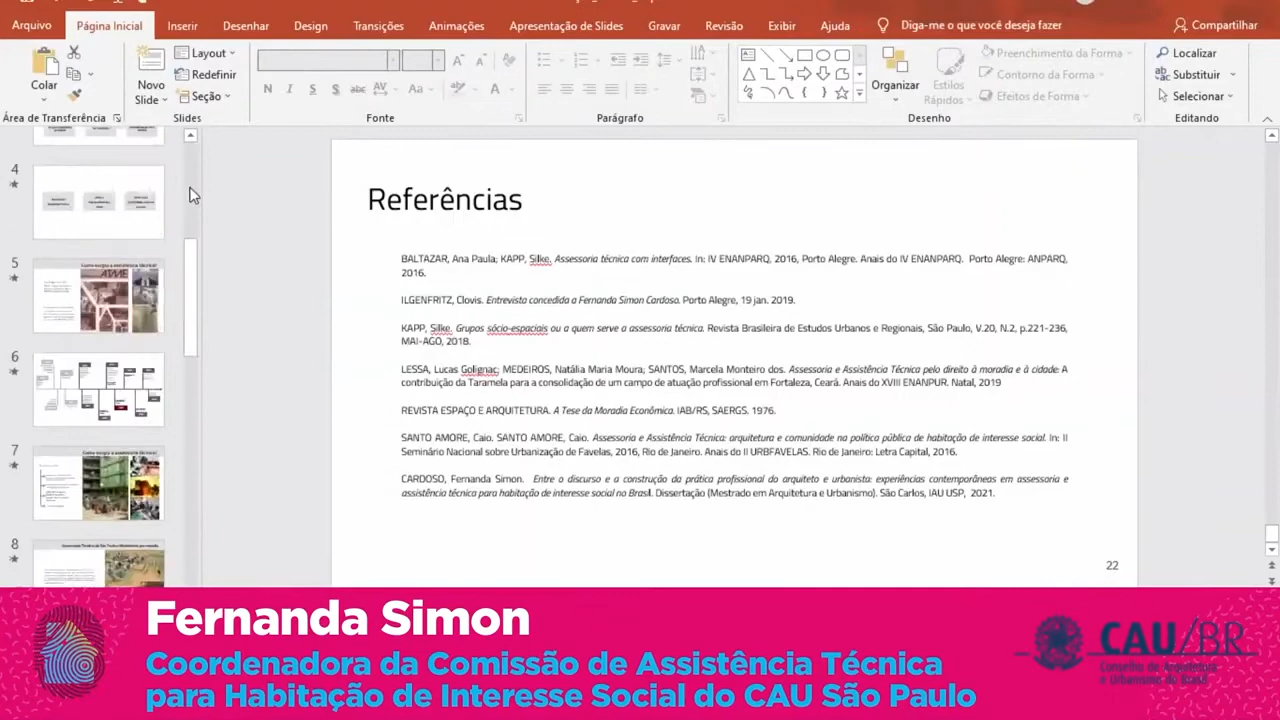 Arquivo
Página Inicial
Inserir
Desenhar
Design
Transições
Animações
Apresentação de Slides
Gravar
Revisão
Exibir
Ajuda
Diga-me o que você deseja fazer
Compartilhar
Colar
Novo
Slide
Layout
Redefinir
Seção
N I S S abc AV Aa A
Organizar
Estilos
Rápidos
Preenchimento da Forma
Contorno da Forma
Efeitos de Forma
Localizar
Substituir
Selecionar
Área de Transferência
Slides
Fonte
Parágrafo
Desenho
Editando
4
5
6
7
8
Referências
BALTAZAR, Ana Paula; KAPP, Silke. Assessoria técnica com interfaces. In: IV ENANPARQ, 2016, Porto Alegre. Anais do IV ENANPARQ. Porto Alegre: ANPARQ,
2016.
ILGENFRITZ, Clovis. Entrevista concedida a Fernanda Simon Cardoso. Porto Alegre, 19 jan. 2019.
KAPP, Silke. Grupos sócio-espaciais ou a quem serve a assessoria técnica. Revista Brasileira de Estudos Urbanos e Regionais, São Paulo, V.20, N.2, p.221-236,
MAI-AGO, 2018.
LESSA, Lucas Golignac; MEDEIROS, Natália Maria Moura; SANTOS, Marcela Monteiro dos. Assessoria e Assistência Técnica pelo direito à moradia e à cidade: A
contribuição da Taramela para a consolidação de um campo de atuação profissional em Fortaleza, Ceará. Anais do XVIII ENANPUR. Natal, 2019
REVISTA ESPAÇO E ARQUITETURA. A Tese da Moradia Econômica. IAB/RS, SAERGS. 1976.
SANTO AMORE, Caio. SANTO AMORE, Caio. Assessoria e Assistência Técnica: arquitetura e comunidade na política pública de habitação de interesse social. In: II
Seminário Nacional sobre Urbanização de Favelas, 2016, Rio de Janeiro. Anais do II URBFAVELAS. Rio de Janeiro: Letra Capital, 2016.
CARDOSO, Fernanda Simon. Entre o discurso e a construção da prática profissional do arquiteto e urbanista: experiências contemporâneas em assessoria e
assistência técnica para habitação de interesse social no Brasil. Dissertação (Mestrado em Arquitetura e Urbanismo). São Carlos, IAU USP, 2021.
22
Fernanda Simon
Coordenadora da Comissão de Assistência Técnica
para Habitação de Interesse Social do CAU São Paulo
CAU/BR
Conselho de Arquitetura
e Urbanismo do Brasil